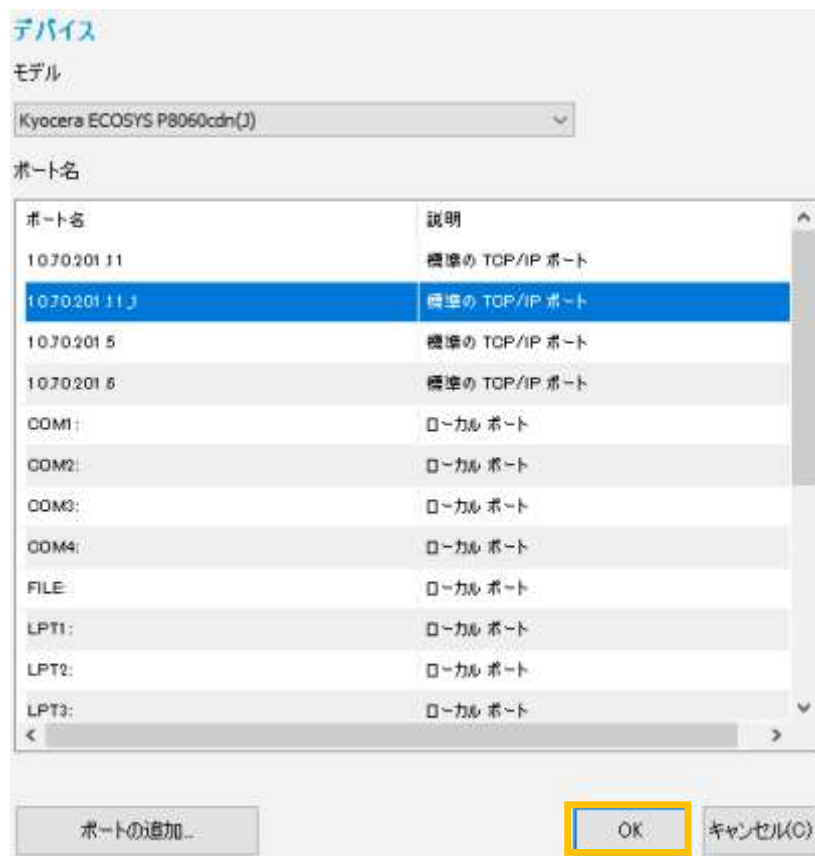 デバイス
モデル
Kyocera ECOSYS P8060cdn(J)
ポート名
ポート名 説明
10.70.201.11 標準の TCP/IP ポート
10.70.201.11_1 標準の TCP/IP ポート
10.70.201.5 標準の TCP/IP ポート
10.70.201.6 標準の TCP/IP ポート
COM1: ローカル ポート
COM2: ローカル ポート
COM3: ローカル ポート
COM4: ローカル ポート
FILE: ローカル ポート
LPT1: ローカル ポート
LPT2: ローカル ポート
LPT3: ローカル ポート
ポートの追加... OK キャンセル(C)